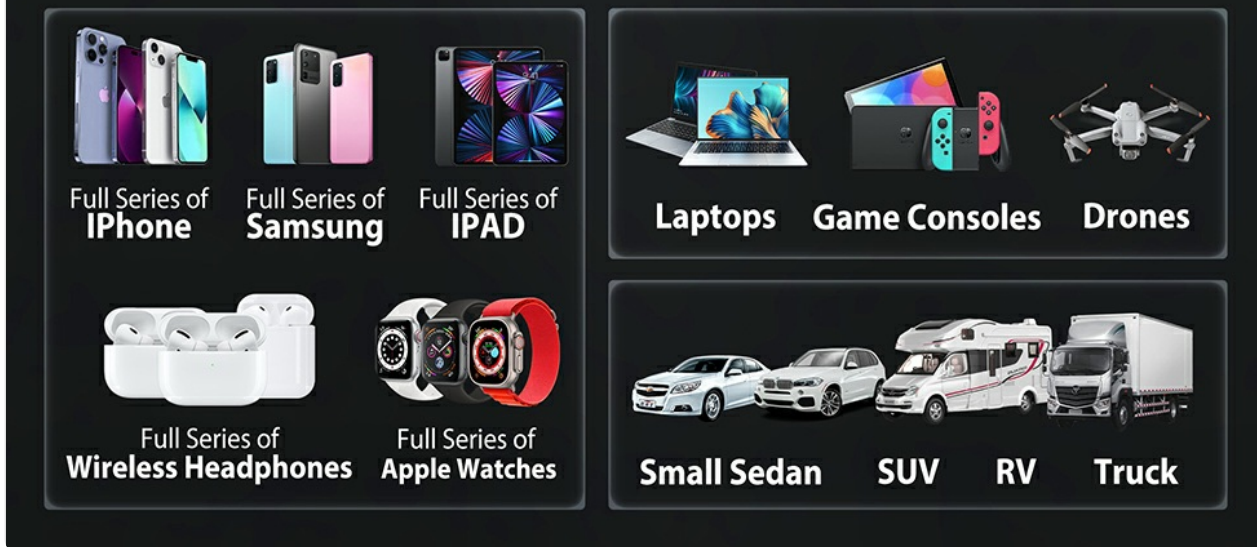 Full Series of
IPhone
Full Series of
Samsung
Full Series of
IPAD
Full Series of
Wireless Headphones
Full Series of
Apple Watches
Laptops
Game Consoles
Drones
Small Sedan
SUV
RV
Truck